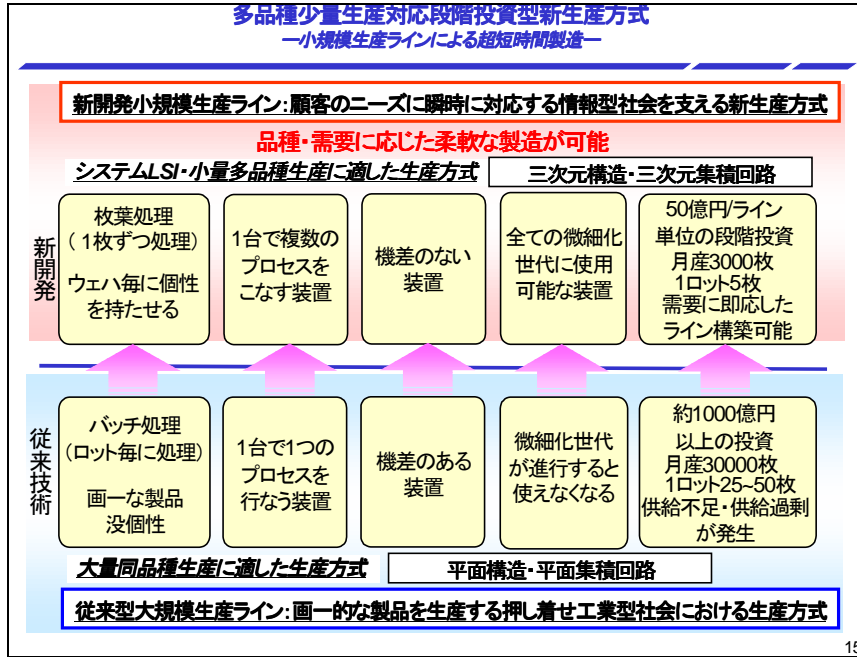 多品種少量生産対応段階投資型新生産方式
―小規模生産ラインによる超短時間製造―
新開発小規模生産ライン:顧客のニーズに瞬時に対応する情報型社会を支える新生産方式
品種・需要に応じた柔軟な製造が可能
システムLSI・小量多品種生産に適した生産方式
三次元構造・三次元集積回路
新開発
枚葉処理
(1枚ずつ処理)
ウェハ毎に個性
を持たせる
1台で複数の
プロセスを
こなす装置
機差のない
装置
全ての微細化
世代に使用
可能な装置
50億円/ライン
単位の段階投資
月産3000枚
1ロット5枚
需要に即応した
ライン構築可能
従来技術
バッチ処理
(ロット毎に処理)
画一な製品
没個性
1台で1つの
プロセスを
行なう装置
機差のある
装置
微細化世代
が進行すると
使えなくなる
約1000億円
以上の投資
月産30000枚
1ロット25~50枚
供給不足・供給過剰
が発生
大量同品種生産に適した生産方式
平面構造・平面集積回路
従来型大規模生産ライン:画一的な製品を生産する押し着せ工業型社会における生産方式
15